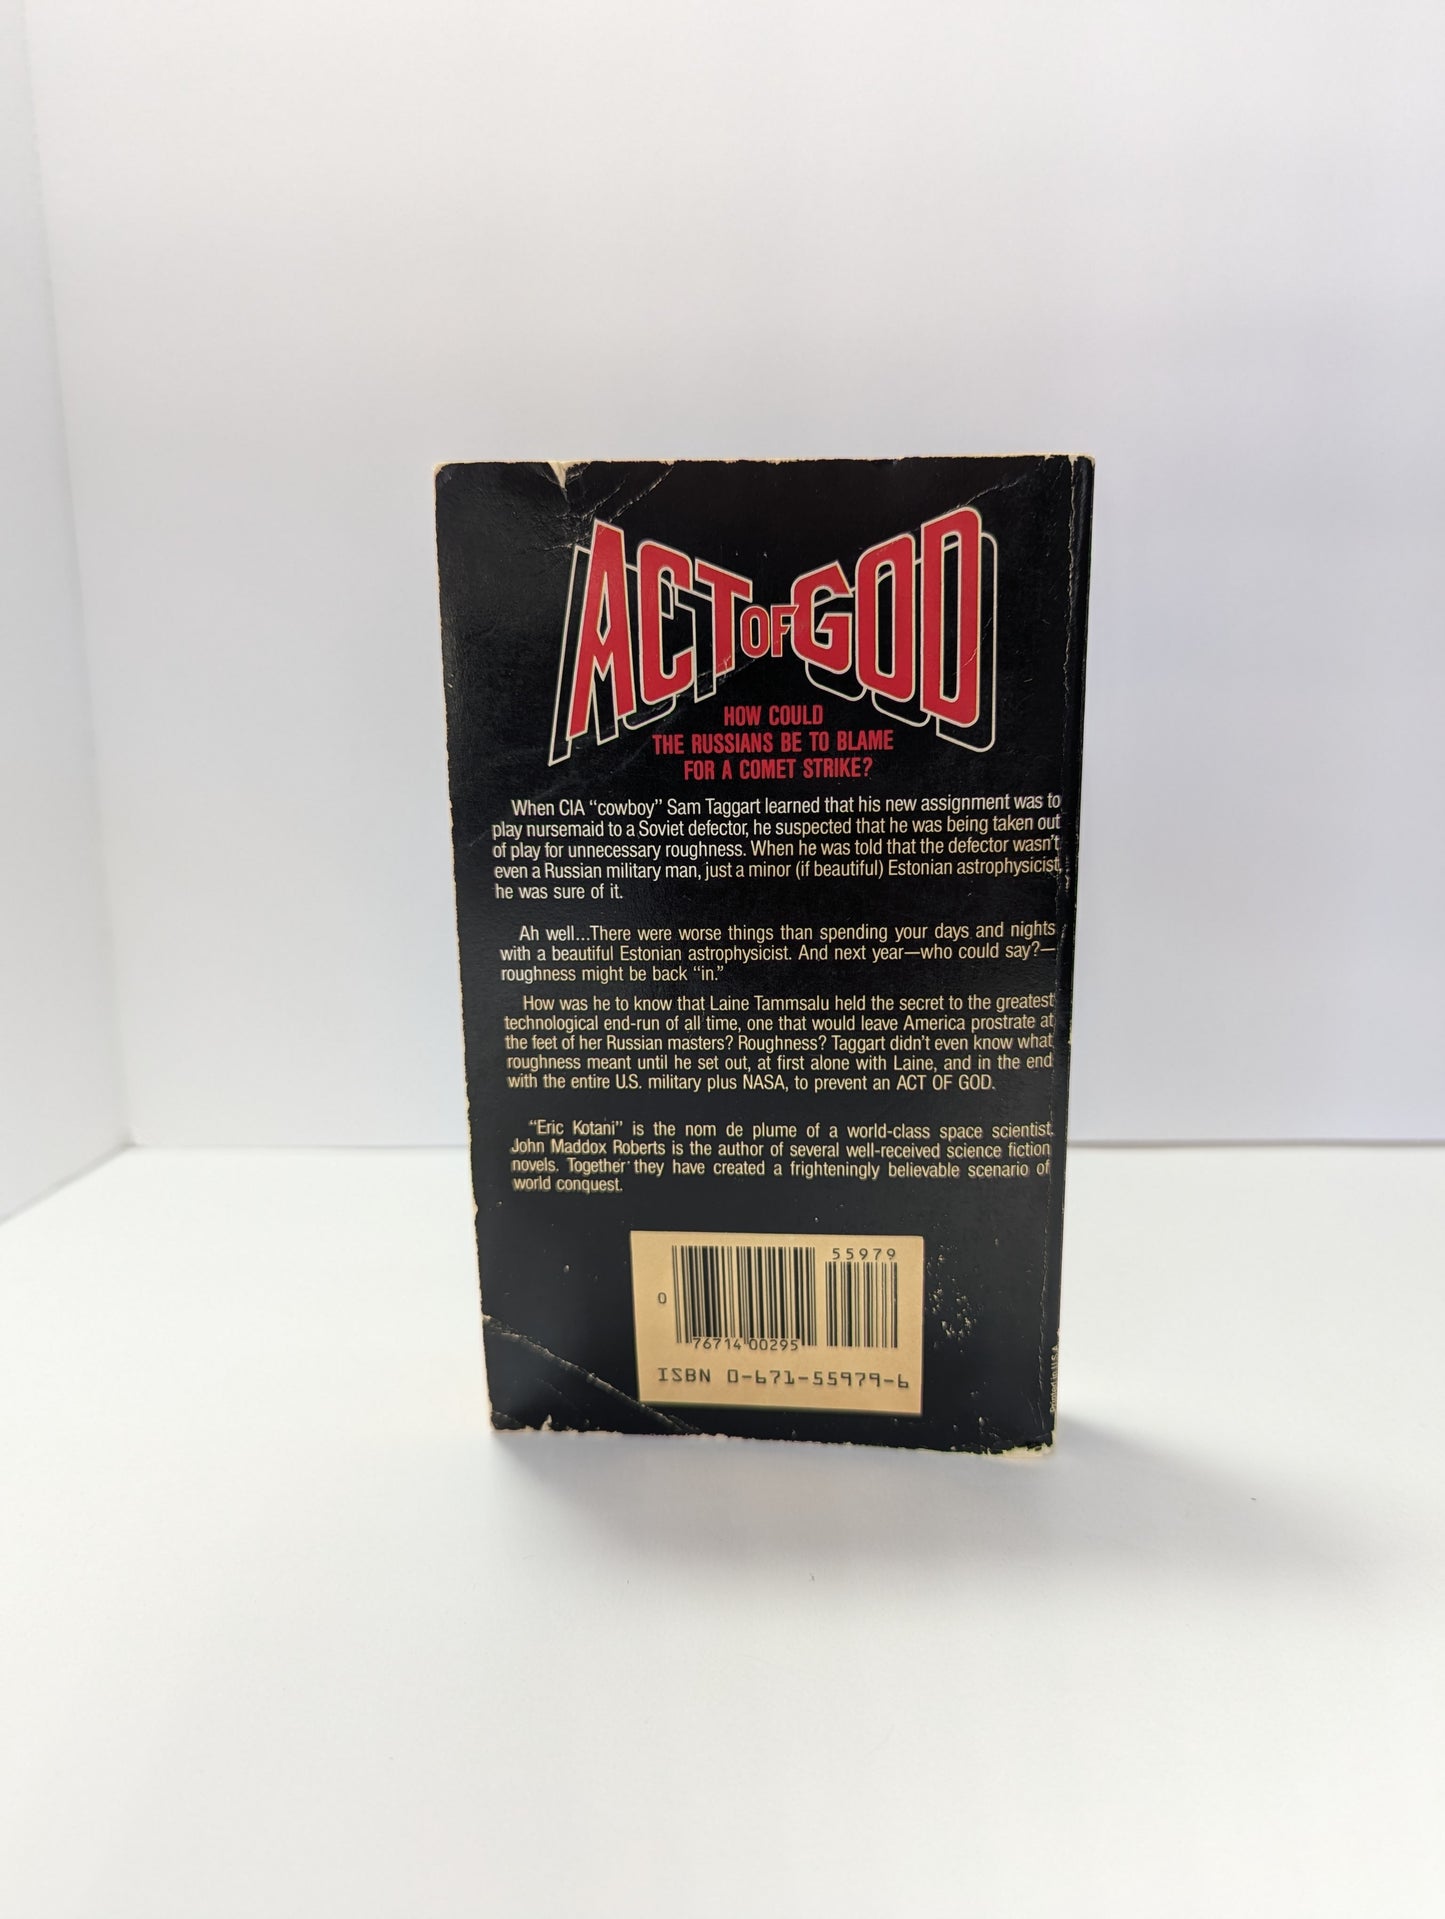 ACT OF GOD
HOW COULD
THE RUSSIANS BE TO BLAME
FOR A COMET STRIKE?
When CIA “cowboy” Sam Taggart learned that his new assignment was to
play nursemaid to a Soviet defector, he suspected that he was being taken out
of play for unnecessary roughness. When he was told that the defector wasn't
even a Russian military man, just a minor (if beautiful) Estonian astrophysicist,
he was sure of it.
Ah well...There were worse things than spending your days and nights
with a beautiful Estonian astrophysicist. And next year—who could say?—
roughness might be back “in.”
How was he to know that Laine Tammsalu held the secret to the greatest
technological end-run of all time, one that would leave America prostrate at
the feet of her Russian masters? Roughness? Taggart didn't even know what
roughness meant until he set out, at first alone with Laine, and in the end
with the entire U.S. military plus NASA, to prevent an ACT OF GOD.
“Eric Kotani” is the nom de plume of a world-class space scientist.
John Maddox Roberts is the author of several well-received science fiction
novels. Together they have created a frighteningly believable scenario of
world conquest.
55979
0
76714 00295
ISBN 0-671-55979-6
Printed in U.S.A.